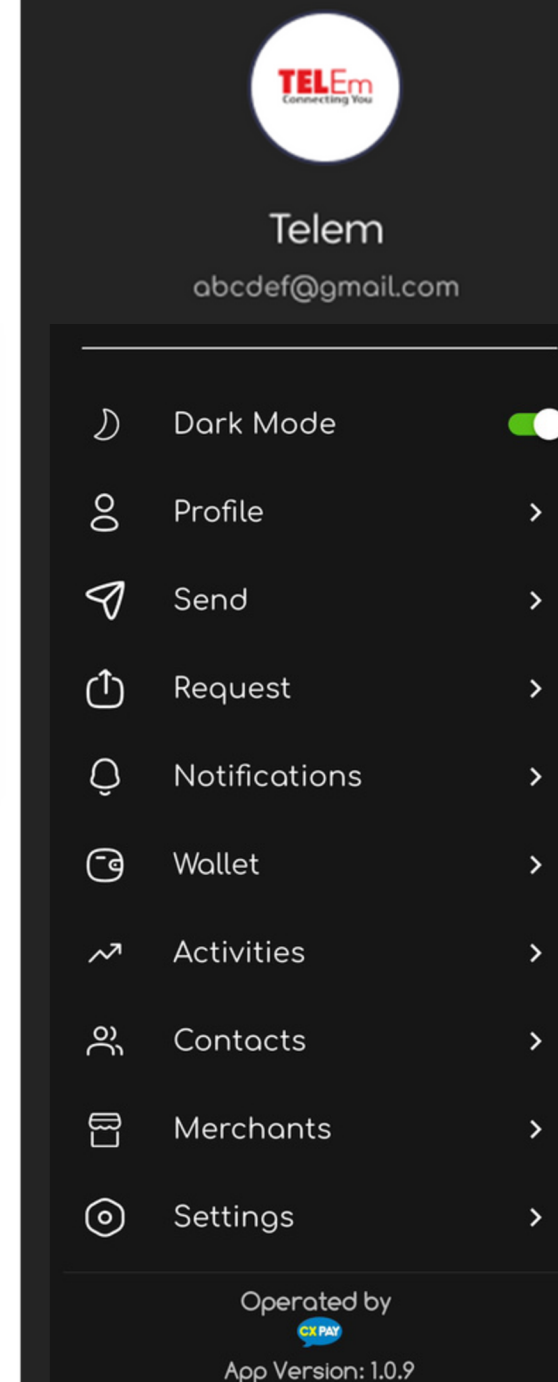 TELEm
Connecting You
Telem
abcdef@gmail.com
Dark Mode
Profile
Send
Request
Notifications
Wallet
Activities
Contacts
Merchants
Settings
Operated by
CX PAY
App Version: 1.0.9